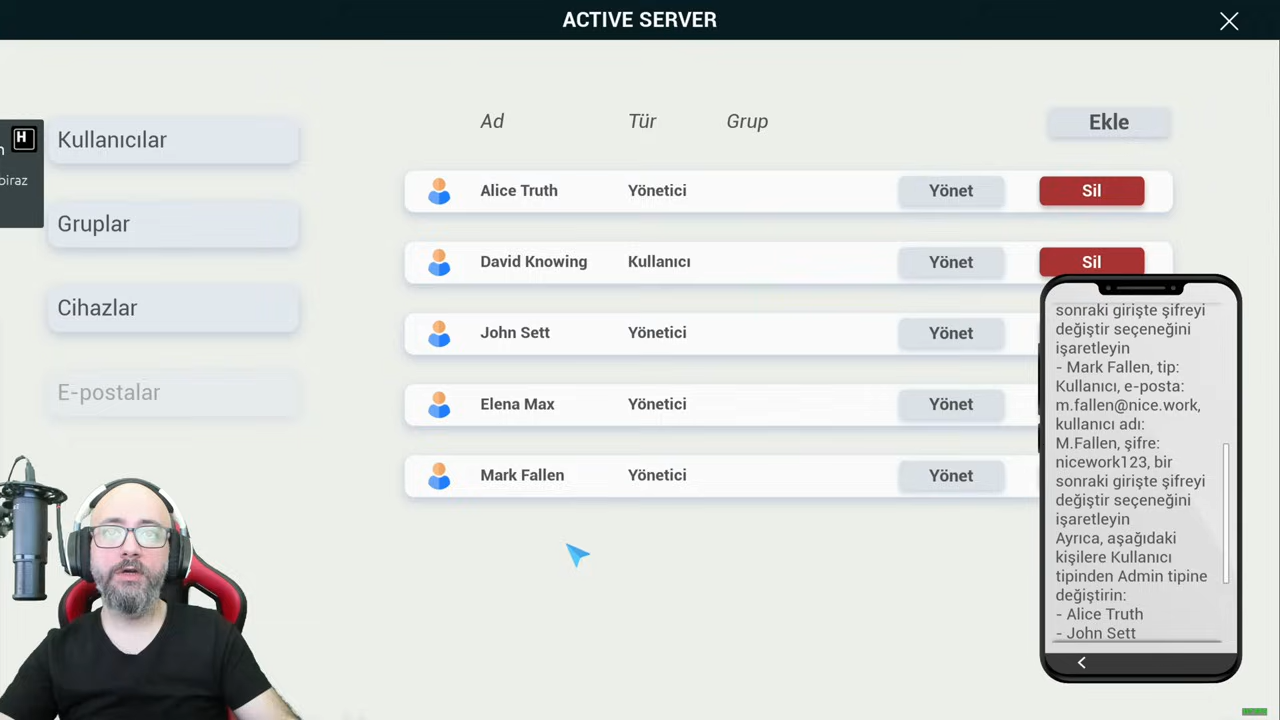 ACTIVE SERVER
H
biraz
Kullanıcılar
Gruplar
Cihazlar
E-postalar
Ad Tür Grup Ekle
Alice Truth Yönetici Yönet Sil
David Knowing Kullanıcı Yönet Sil
John Sett Yönetici Yönet
Elena Max Yönetici Yönet
Mark Fallen Yönetici Yönet
sonraki girişte şifreyi
değiştir seçeneğini
işaretleyin
- Mark Fallen, tip:
Kullanıcı, e-posta:
m.fallen@nice.work,
kullanıcı adı:
M.Fallen, şifre:
nicework123, bir
sonraki girişte şifreyi
değiştir seçeneğini
işaretleyin
Ayrıca, aşağıdaki
kişilere Kullanıcı
tipinden Admin tipine
değiştirin:
- Alice Truth
- John Sett